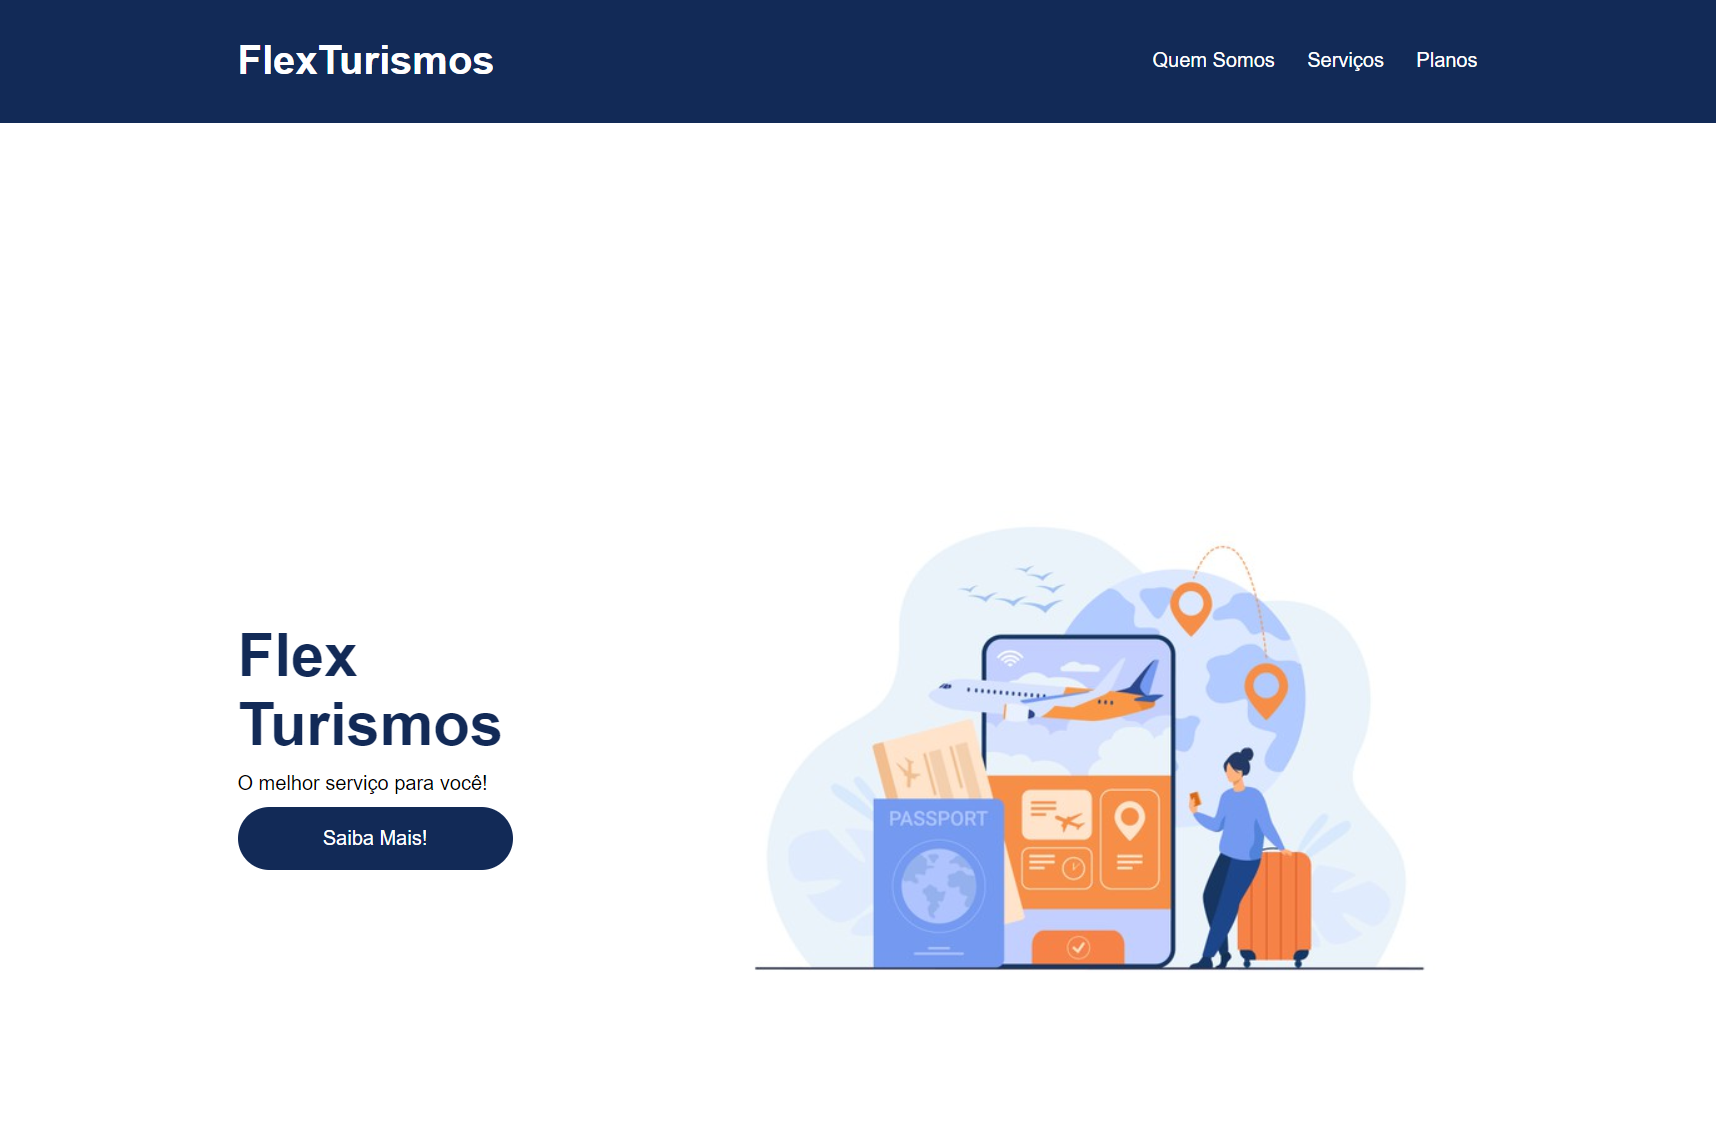 FlexTurismos
Quem Somos Serviços Planos
Flex
Turismos
O melhor serviço para você!
Saiba Mais!
PASSPORT